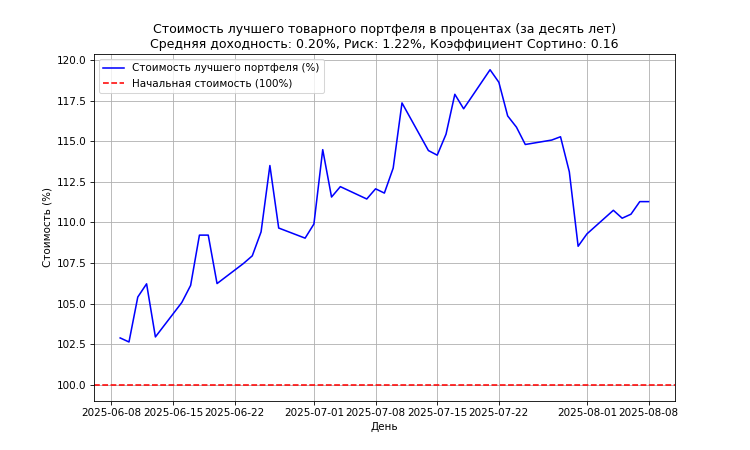 Стоимость лучшего товарного портфеля в процентах (за десять лет)
Средняя доходность: 0.20%, Риск: 1.22%, Коэффициент Сортино: 0.16
Стоимость лучшего портфеля (%)
Начальная стоимость (100%)
120.0
117.5
115.0
112.5
110.0
107.5
105.0
102.5
100.0
Стоимость (%)
2025-06-08 2025-06-15 2025-06-22 2025-07-01 2025-07-08 2025-07-15 2025-07-22 2025-08-01 2025-08-08
День